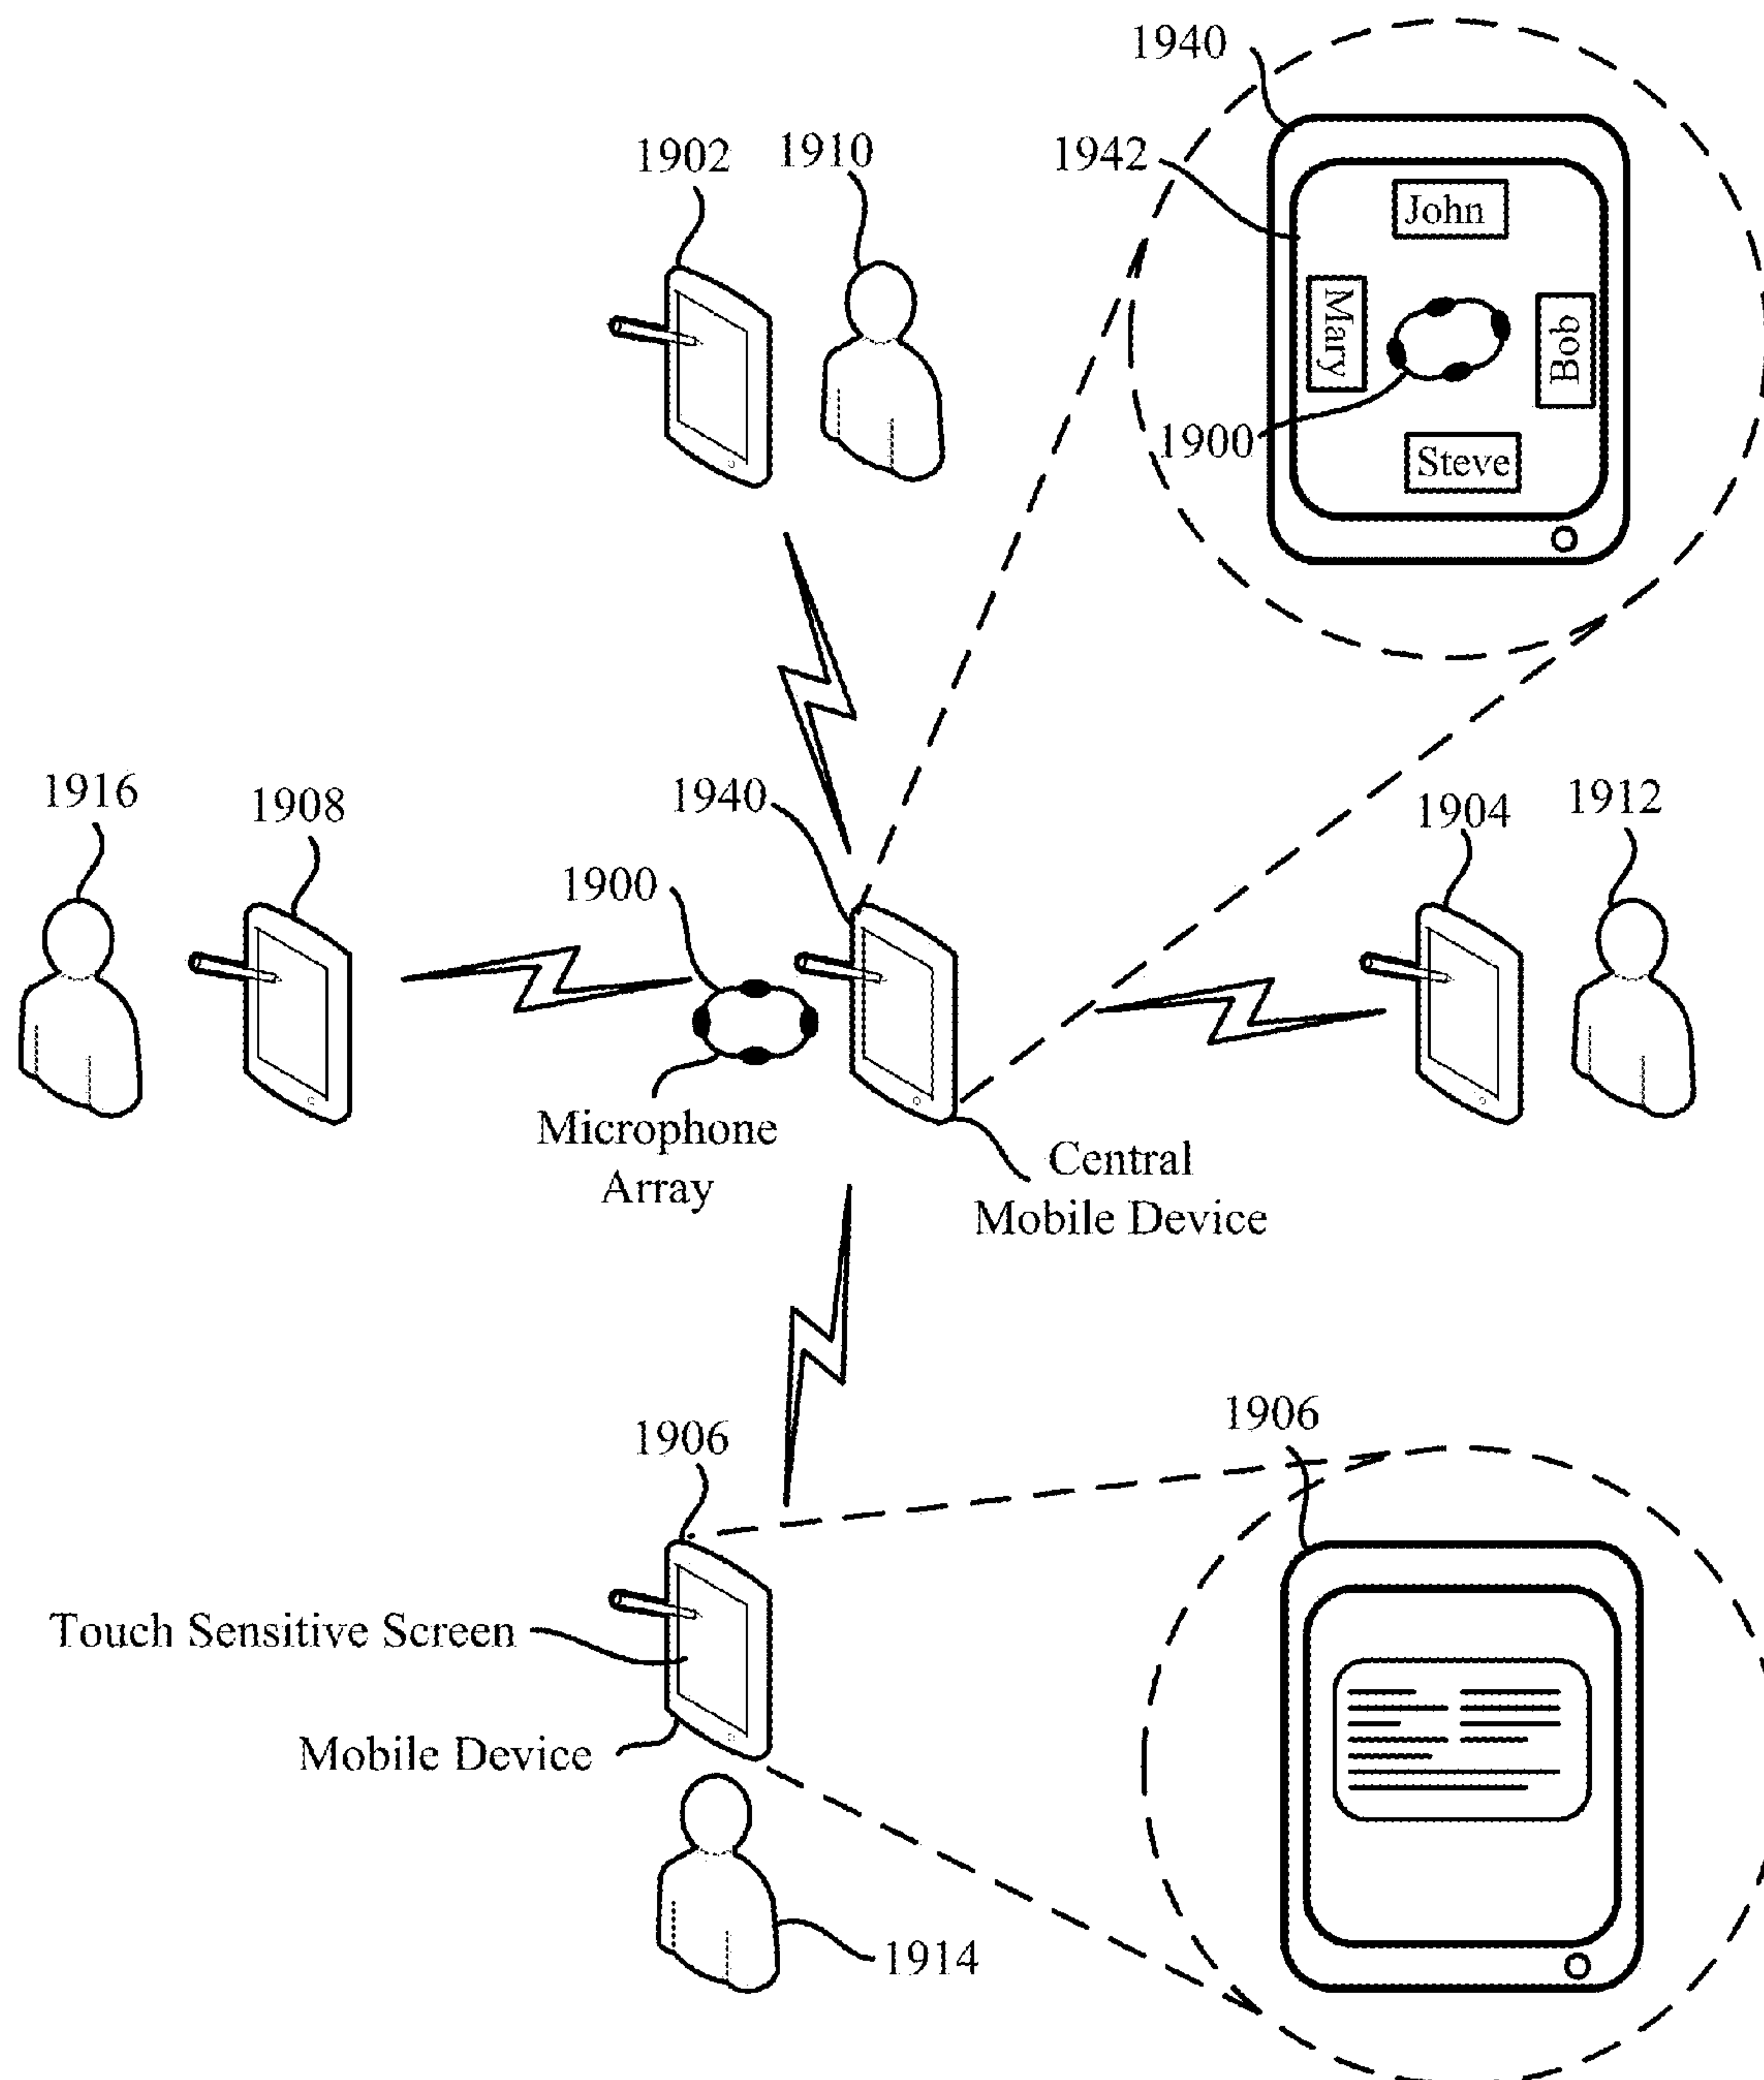 1940
1902
1910
1942
John
Mary
Bob
1900
Steve
1916
1908
1940
1904
1912
1900
Microphone
Array
Central
Mobile Device
1906
1906
Touch Sensitive Screen
Mobile Device
1914